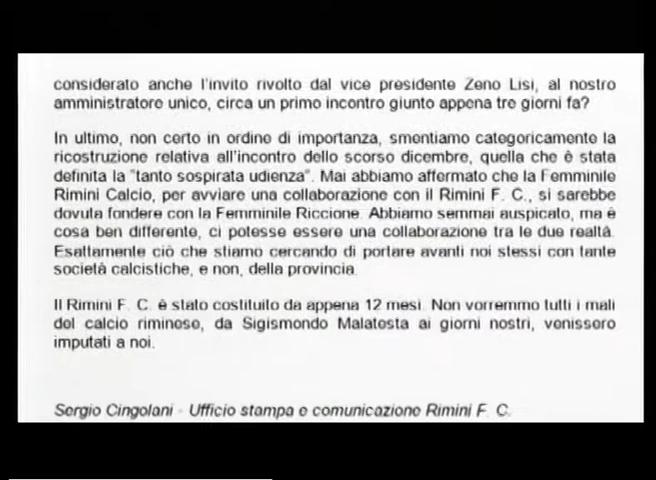 considerato anche l'invito rivolto dal vice presidente Zeno Lisi, al nostro
amministratore unico, circa un primo incontro giunto appena tre giorni fa?
In ultimo, non certo in ordine di importanza, smentiamo categoricamente la
ricostruzione relativa all'incontro dello scorso dicembre, quella che è stata
definita la "tanto sospirata udienza". Mai abbiamo affermato che la Femminile
Rimini Calcio, per avviare una collaborazione con il Rimini F. C., si sarebbe
dovuta fondere con la Femminile Riccione. Abbiamo semmai auspicato, ma è
cosa ben differente, ci potesse essere una collaborazione tra le due realtà.
Esattamente ciò che stiamo cercando di portare avanti noi stessi con tante
società calcistiche, e non, della provincia.
Il Rimini F. C. è stato costituito da appena 12 mesi. Non vorremmo tutti i mali
del calcio riminese, da Sigismondo Malatesta ai giorni nostri, venissero
imputati a noi.
Sergio Cingolani - Ufficio stampa e comunicazione Rimini F. C.